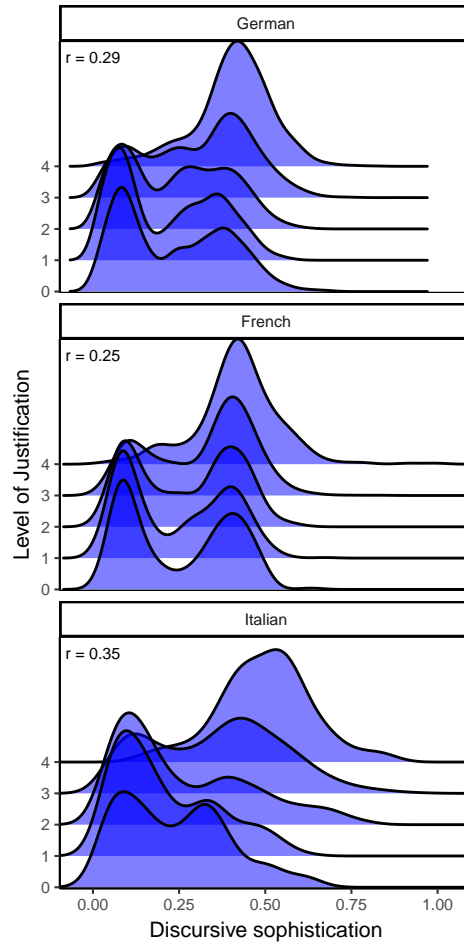 German
r = 0.29
4
3
2
1
0
French
r = 0.25
4
3
2
1
0
Level of Justification
Italian
r = 0.35
4
3
2
1
0
0.00 0.25 0.50 0.75 1.00
Discursive sophistication